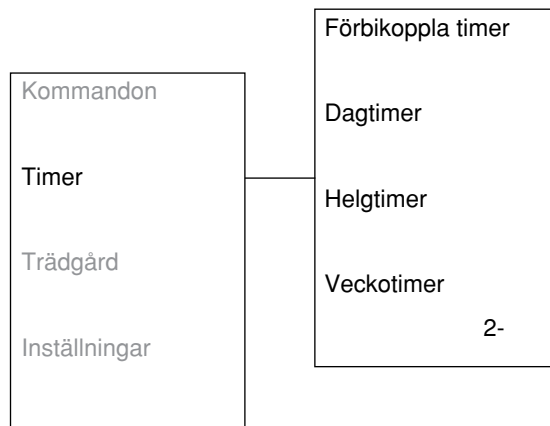 Kommandon
Timer
Trädgård
Inställningar
Förbikoppla timer
Dagtimer
Helgtimer
Veckotimer
2-